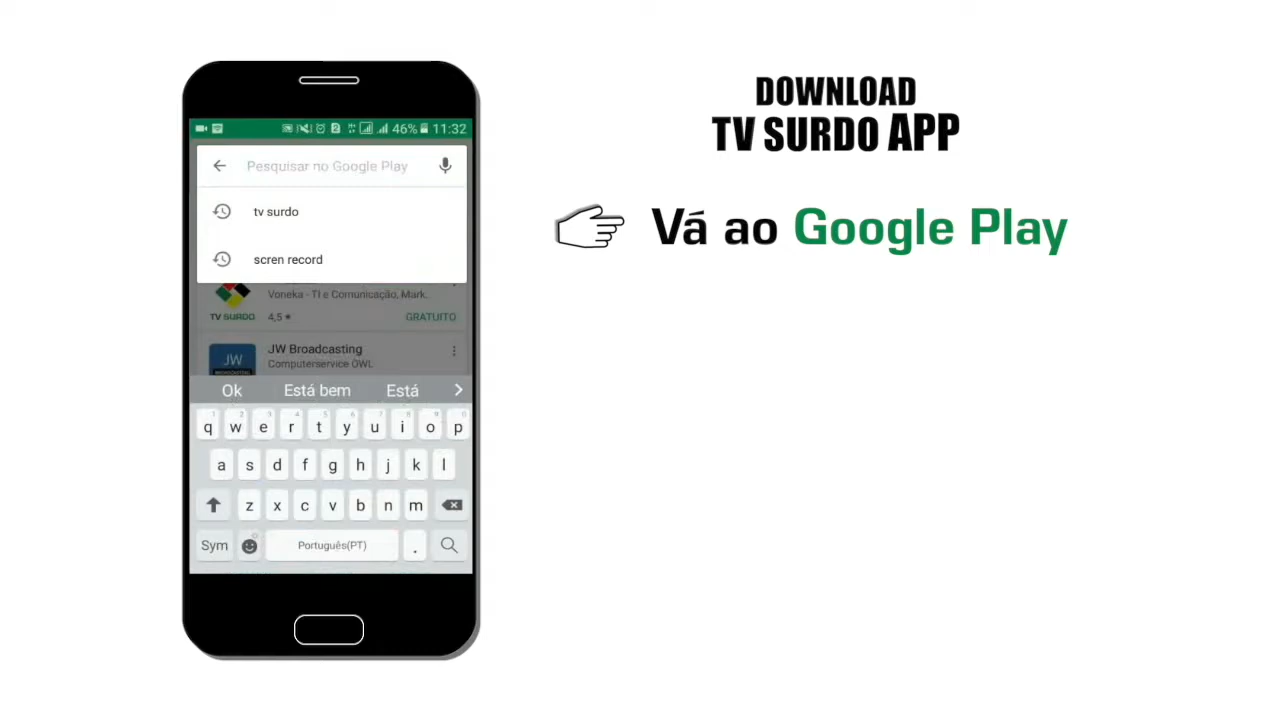 DOWNLOAD
TV SURDO APP
Vá ao Google Play
46% 11:32
Pesquisar no Google Play
tv surdo
scren record
Voneka - TI e Comunicação, Mark.
TV SURDO 4,5 ★ GRATUITO
JW Broadcasting
JW Computerservice OWL
Ok Está bem Está
q w e r t y u i o p
a s d f g h j k l
z x c v b n m
Sym Português(PT) .